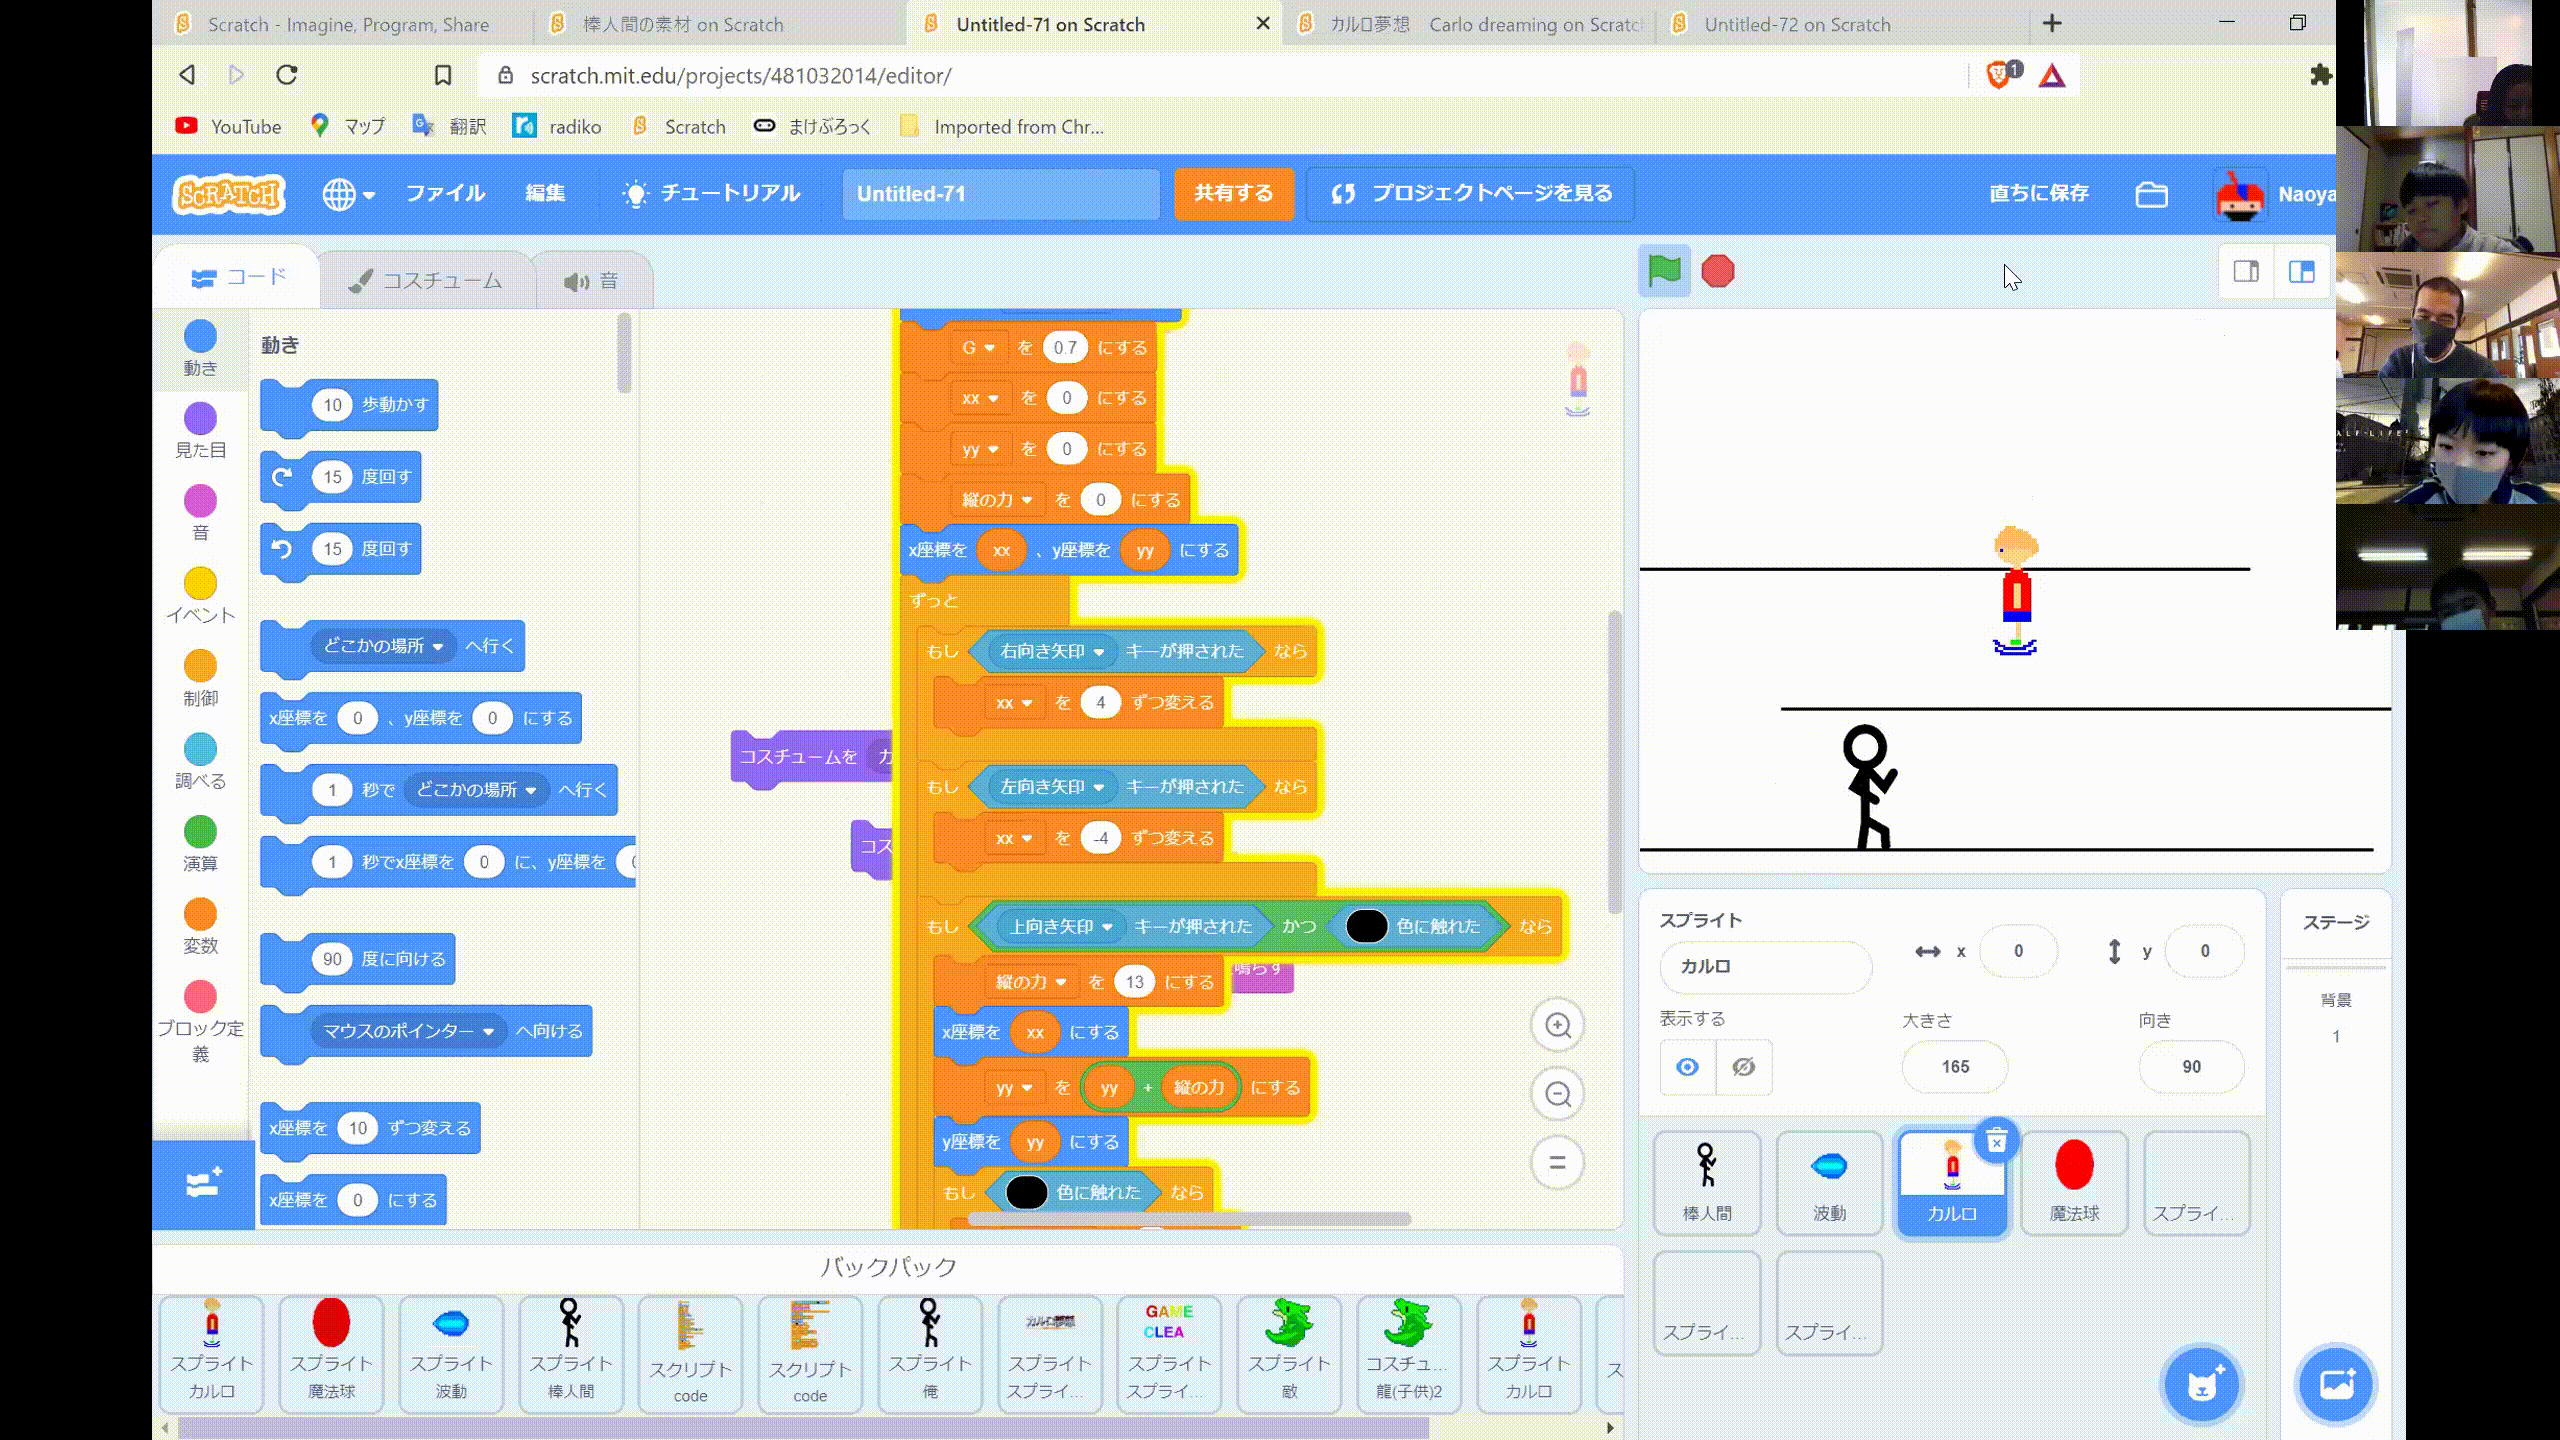 Scratch - Imagine, Program, Share
棒人間の素材 on Scratch
Untitled-71 on Scratch
カルロ夢想 Carlo dreaming on Scratc
Untitled-72 on Scratch
scratch.mit.edu/projects/481032014/editor/
1
YouTube
マップ
翻訳
radiko
Scratch
まけぶろっく
Imported from Chr...
SCRATCH
ファイル
編集
チュートリアル
Untitled-71
共有する
プロジェクトページを見る
直ちに保存
Naoya
コード
コスチューム
音
動き
見た目
音
イベント
制御
調べる
演算
変数
ブロック定
義
動き
10 歩動かす
15 度回す
15 度回す
どこかの場所 へ行く
x座標を 0 、y座標を 0 にする
1 秒で どこかの場所 へ行く
1 秒でx座標を 0 に、y座標を
90 度に向ける
マウスのポインター へ向ける
x座標を 10 ずつ変える
x座標を 0 にする
G を 0.7 にする
xx を 0 にする
yy を 0 にする
縦の力 を 0 にする
x座標を xx 、y座標を yy にする
ずっと
もし 右向き矢印 キーが押された なら
xx を 4 ずつ変える
コスチュームを カ
もし 左向き矢印 キーが押された なら
xx を -4 ずつ変える
コス
もし 上向き矢印 キーが押された かつ 色に触れた なら
縦の力 を 13 にする
鳴らす
x座標を xx にする
yy を yy + 縦の力 にする
y座標を yy にする
もし 色に触れた なら
スプライト
カルロ
x 0
y 0
表示する
大きさ
165
向き
90
ステージ
背景
1
棒人間
波動
カルロ
魔法球
スプライ...
スプライ...
スプライ...
バックパック
スプライト
カルロ
スプライト
魔法球
スプライト
波動
スプライト
棒人間
スクリプト
code
スクリプト
code
スプライト
俺
カルロ夢想
スプライト
スプライ...
GAME
CLEA
スプライト
スプライ...
スプライト
敵
コスチュ...
龍(子供)2
スプライト
カルロ
ス